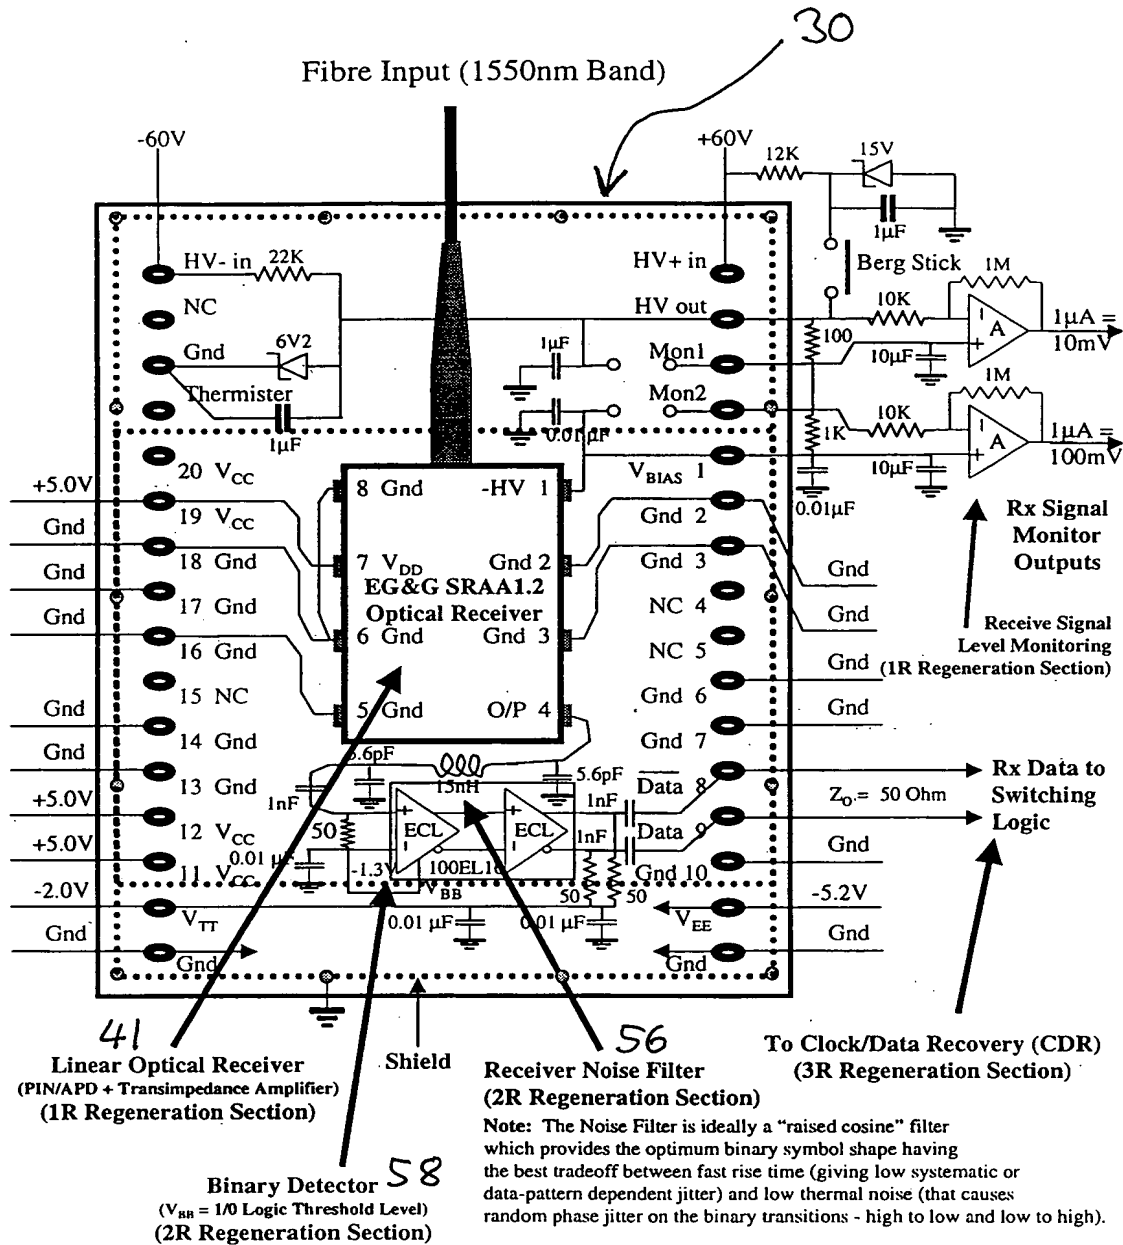 30
Fibre Input (1550nm Band)
-60V
+60V
12K
15V
1µF
HV- in
22K
HV+ in
Berg Stick
1M
NC
HV out
10K
A
1µA =
10mV
Gnd
6V2
1µF
Mon1
100
10µF
Thermister
Mon2
1M
1µF
0.01 µF
10K
1K
A
1µA =
100mV
10µF
20 VCC
VBIAS 1
0.01µF
+5.0V
8 Gnd
-HV 1
19 VCC
Gnd 2
Rx Signal
Monitor
Outputs
Gnd
18 Gnd
7 VDD
Gnd 2
Gnd 3
Gnd
EG&G SRAA1.2
Optical Receiver
Gnd
17 Gnd
NC 4
Gnd
Gnd
6 Gnd
Gnd 3
16 Gnd
NC 5
Receive Signal
Level Monitoring
(1R Regeneration Section)
Gnd
15 NC
Gnd 6
Gnd
5 Gnd
O/P 4
Gnd
14 Gnd
Gnd 7
Gnd
5.6pF
15nH
5.6pF
13 Gnd
1nF
1nF
Data 8
Rx Data to
Switching
Logic
ZO.= 50 Ohm
+5.0V
12 VCC
50
ECL
ECL
1nF
Data 9
+5.0V
11 VCC
0.01 µF
-1.3V
100EL16
Gnd 10
Gnd
-2.0V
VBB
50
50
-5.2V
VTT
0.01 µF
0.01 µF
VEE
Gnd
Gnd
Gnd
Gnd
41
Shield
56
58
Linear Optical Receiver
(PIN/APD + Transimpedance Amplifier)
(1R Regeneration Section)
Receiver Noise Filter
(2R Regeneration Section)
To Clock/Data Recovery (CDR)
(3R Regeneration Section)
Note: The Noise Filter is ideally a "raised cosine" filter
which provides the optimum binary symbol shape having
the best tradeoff between fast rise time (giving low systematic or
data-pattern dependent jitter) and low thermal noise (that causes
random phase jitter on the binary transitions - high to low and low to high).
Binary Detector
(VBB = 1/0 Logic Threshold Level)
(2R Regeneration Section)